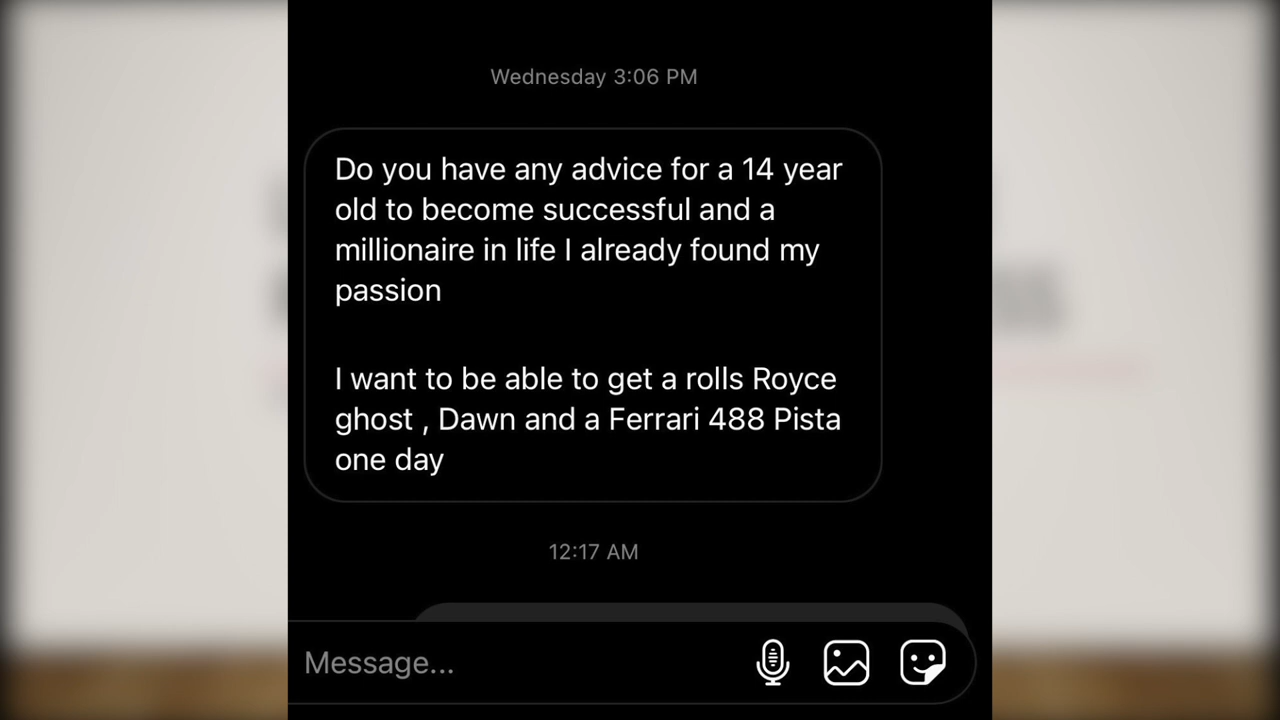 Wednesday 3:06 PM
Do you have any advice for a 14 year
old to become successful and a
millionaire in life I already found my
passion
I want to be able to get a rolls Royce
ghost , Dawn and a Ferrari 488 Pista
one day
12:17 AM
Message...